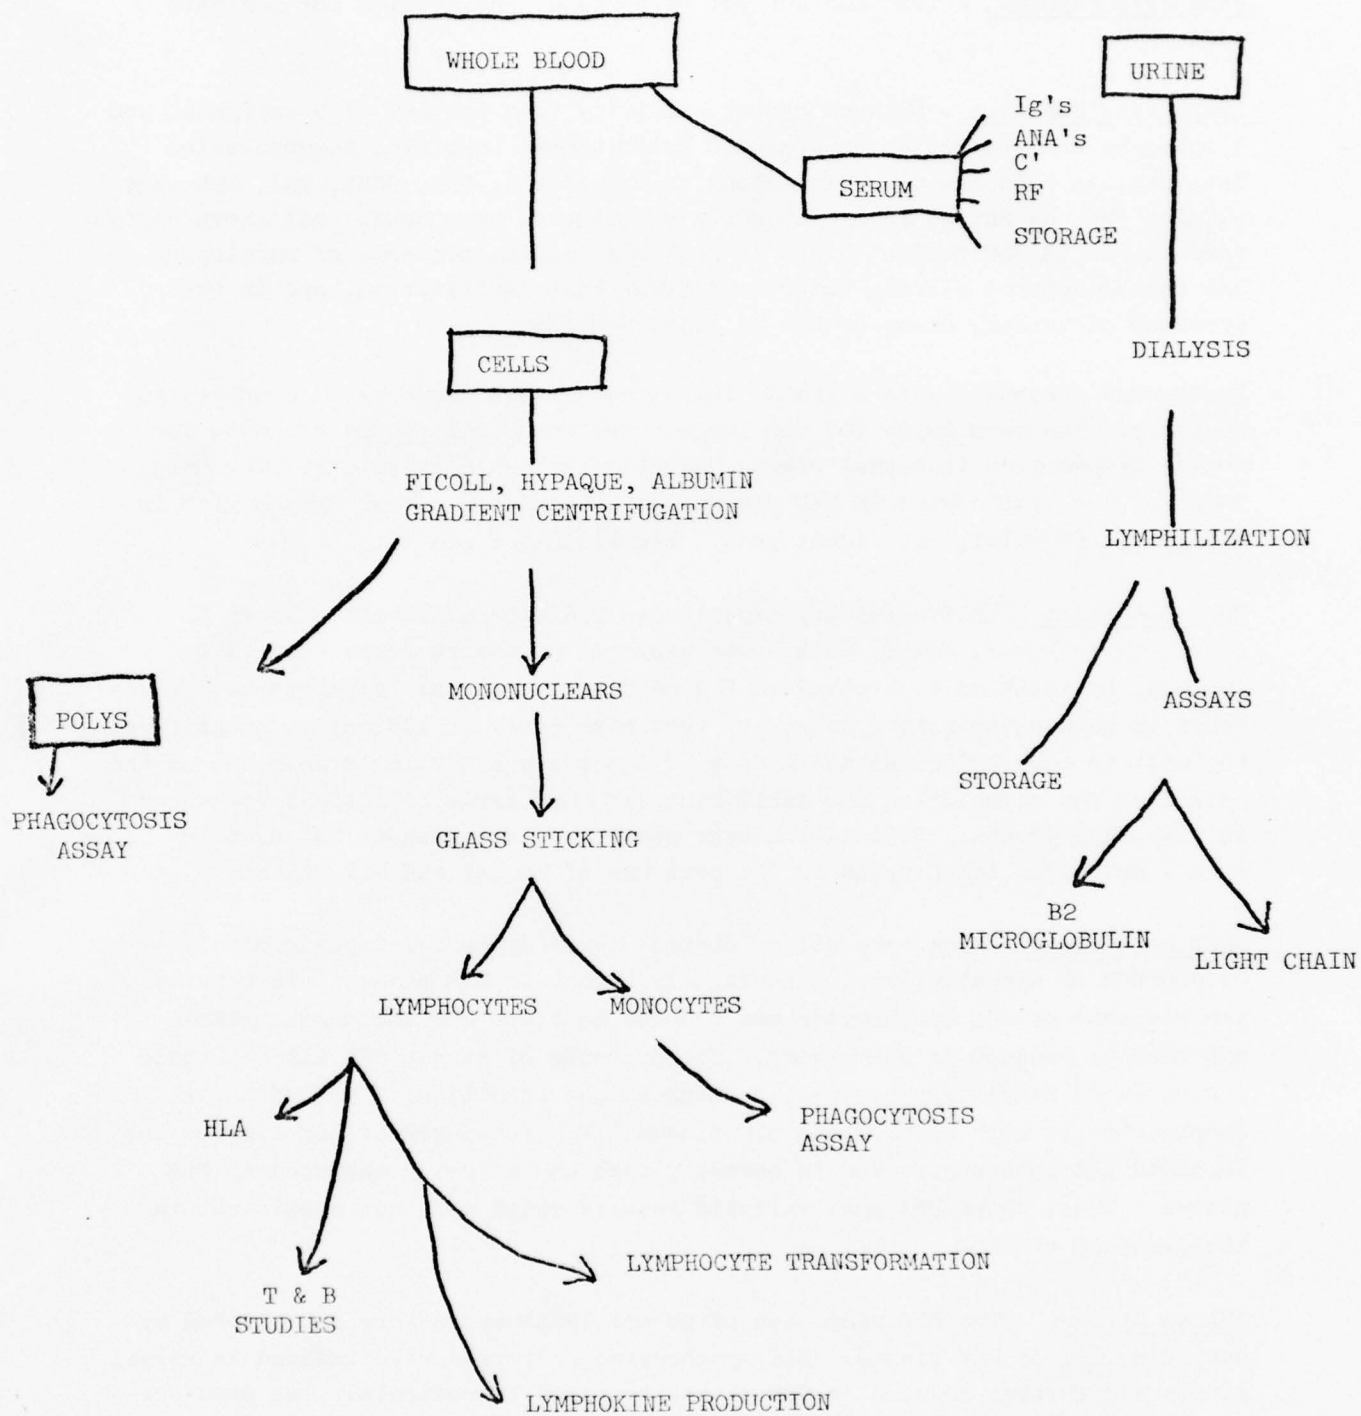 WHOLE BLOOD
URINE
Ig's
ANA's
C'
SERUM
RF
STORAGE
DIALYSIS
CELLS
FICOLL, HYPAQUE, ALBUMIN
GRADIENT CENTRIFUGATION
LYMPHILIZATION
MONONUCLEARS
POLYS
ASSAYS
STORAGE
PHAGOCYTOSIS
ASSAY
GLASS STICKING
B2
MICROGLOBULIN
LIGHT CHAIN
LYMPHOCYTES
MONOCYTES
HLA
PHAGOCYTOSIS
ASSAY
LYMPHOCYTE TRANSFORMATION
T & B
STUDIES
LYMPHOKINE PRODUCTION